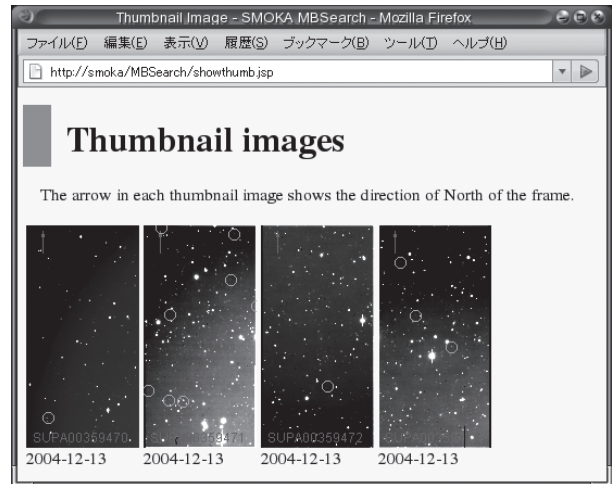 Thumbnail Image - SMOKA MBSearch - Mozilla Firefox
ファイル(F) 編集(E) 表示(V) 履歴(S) ブックマーク(B) ツール(T) ヘルプ(H)
http://smoka/MBSearch/showthumb.jsp
Thumbnail images
The arrow in each thumbnail image shows the direction of North of the frame.
SUPA00359470 SUPA00359471 SUPA00359472
2004-12-13 2004-12-13 2004-12-13 2004-12-13